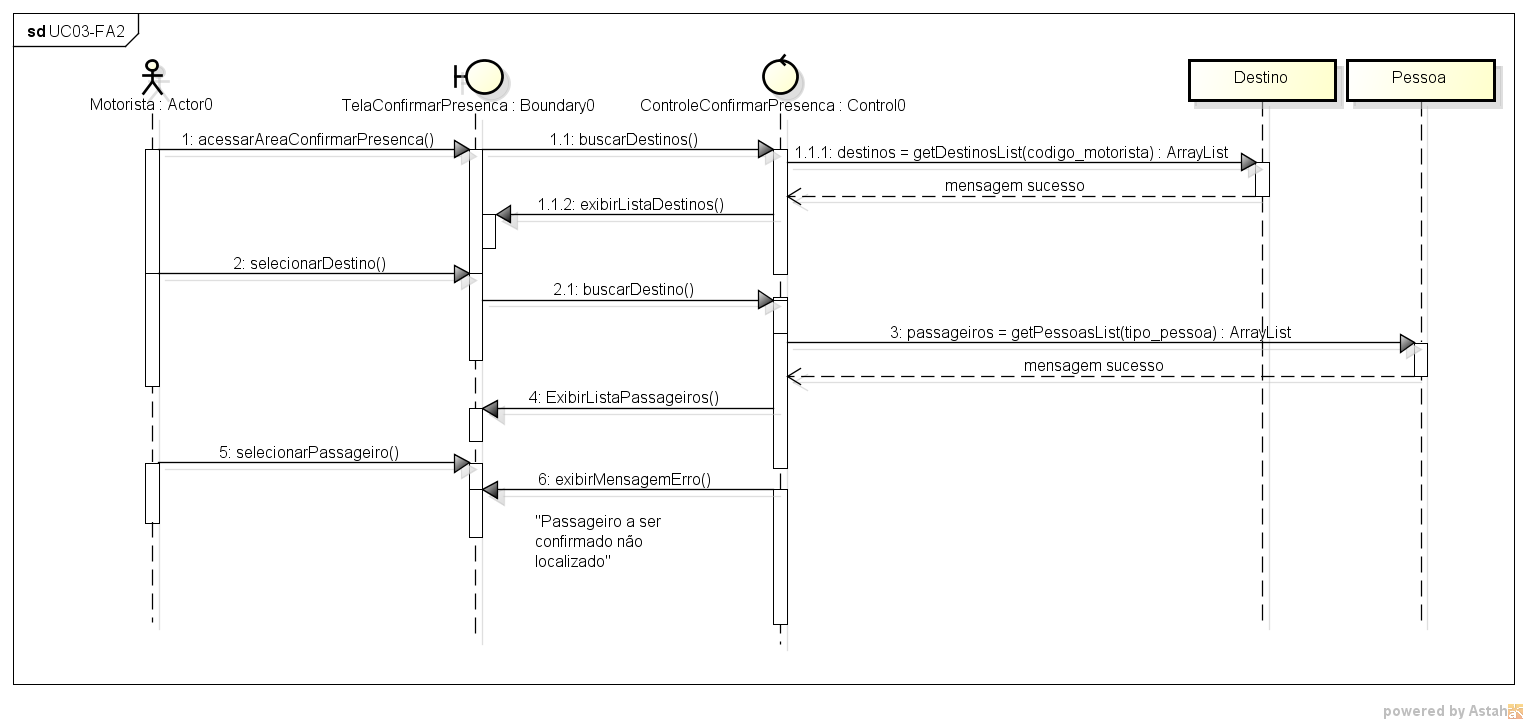 sd UC03-FA2
Motorista : Actor0
TelaConfirmarPresenca : Boundary0
ControleConfirmarPresenca : Control0
Destino
Pessoa
1: acessarAreaConfirmarPresenca()
1.1: buscarDestinos()
1.1.1: destinos = getDestinosList(codigo_motorista) : ArrayList
mensagem sucesso
1.1.2: exibirListaDestinos()
2: selecionarDestino()
2.1: buscarDestino()
3: passageiros = getPessoasList(tipo_pessoa) : ArrayList
mensagem sucesso
4: ExibirListaPassageiros()
5: selecionarPassageiro()
6: exibirMensagemErro()
"Passageiro a ser
confirmado não
localizado"
powered by Astah